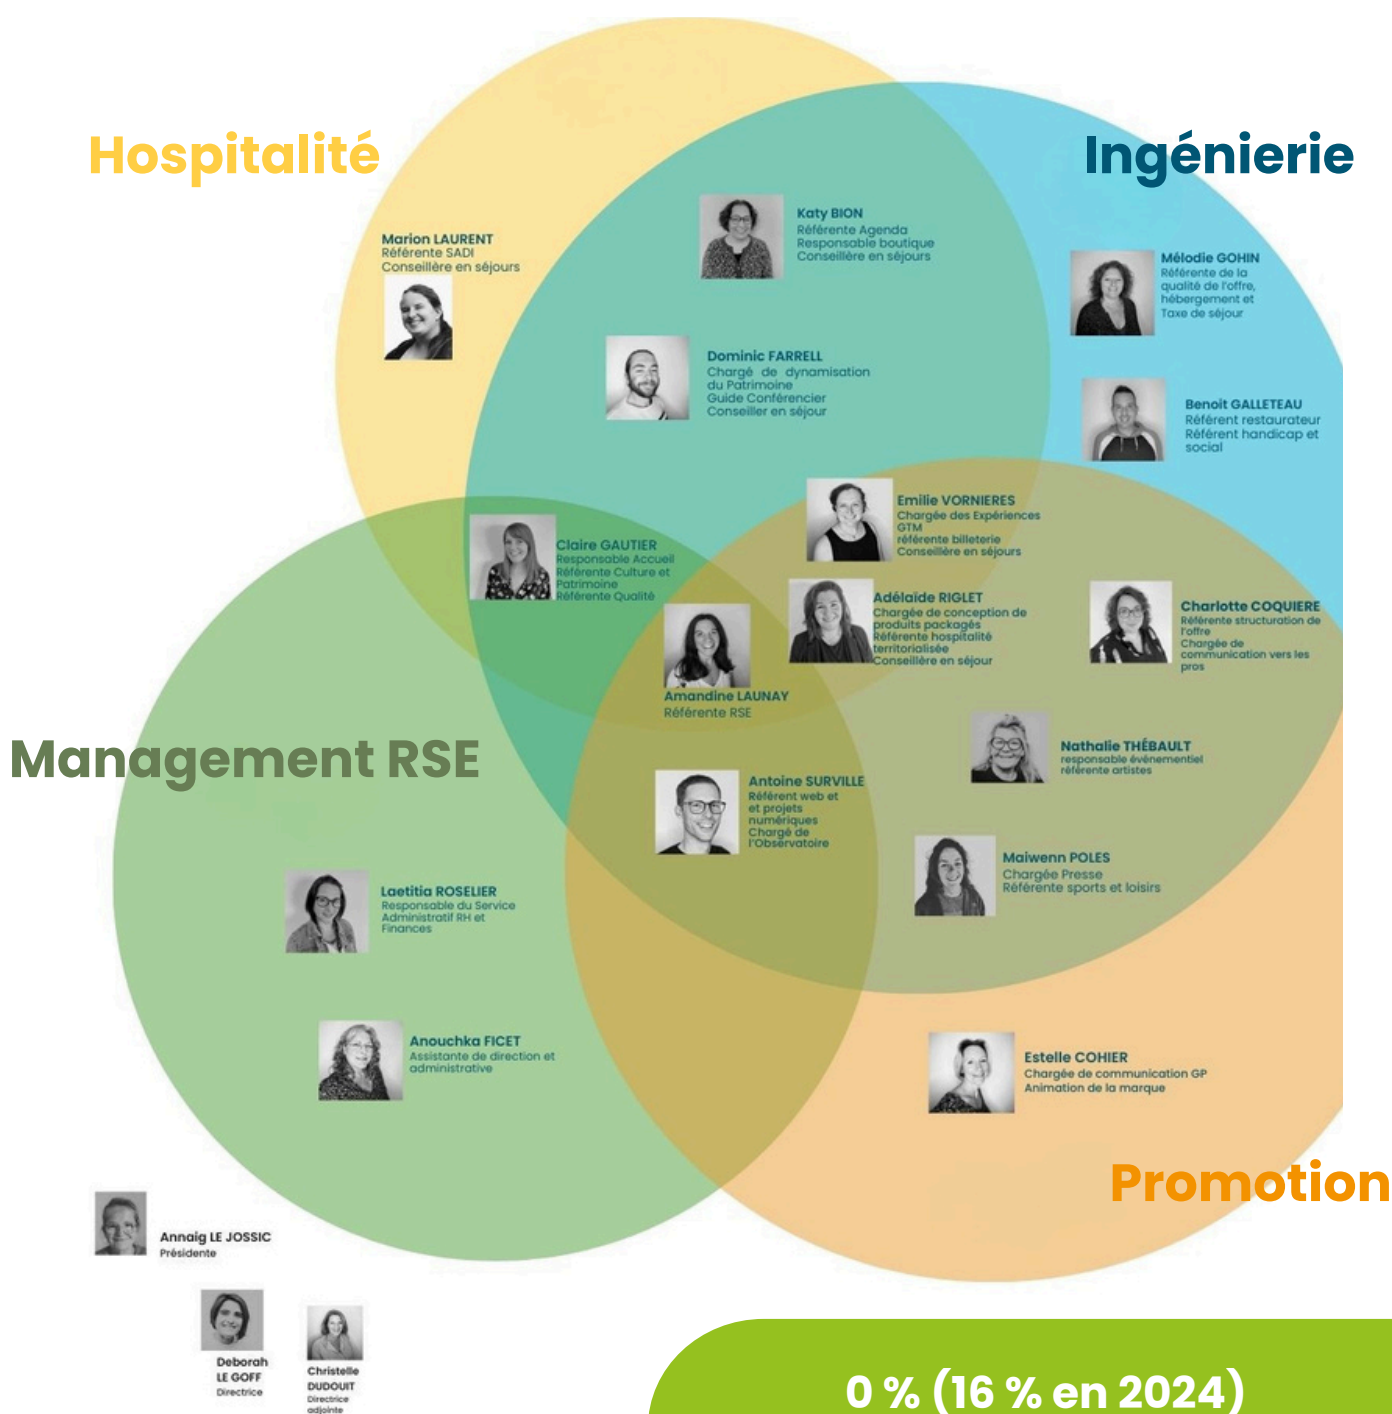 Hospitalité
Ingénierie
Katy BION
Référente Agenda
Responsable boutique
Conseillère en séjours
Marion LAURENT
Référente SADI
Conseillère en séjours
Mélodie GOHIN
Référente de la
qualité de l'offre,
hébergement et
Taxe de séjour
Dominic FARRELL
Chargé de dynamisation
du Patrimoine
Guide Conférencier
Conseiller en séjour
Benoit GALLETEAU
Référent restaurateur
Référent handicap et
social
Emilie VORNIERES
Chargée des Expériences
GTM
référente billeterie
Conseillère en séjours
Claire GAUTIER
Responsable Accueil
Référente Culture et
Patrimoine
Référente Qualité
Adélaïde RIGLET
Chargée de conception de
produits packagés
Référente hospitalité
territorialisée
Conseillère en séjour
Charlotte COQUIERE
Référente structuration de
l'offre
Chargée de
communication vers les
pros
Amandine LAUNAY
Référente RSE
Management RSE
Nathalie THÉBAULT
responsable événementiel
référente artistes
Antoine SURVILLE
Référent web et
et projets
numériques
Chargé de
l'Observatoire
Maiwenn POLES
Chargée Presse
Référente sports et loisirs
Laetitia ROSELIER
Responsable du Service
Administratif RH et
Finances
Anouchka FICET
Assistante de direction et
administrative
Estelle COHIER
Chargée de communication GP
Animation de la marque
Promotion
Annaig LE JOSSIC
Présidente
Deborah
LE GOFF
Directrice
Christelle
DUDOUIT
Directrice
adjointe
0 % (16 % en 2024)